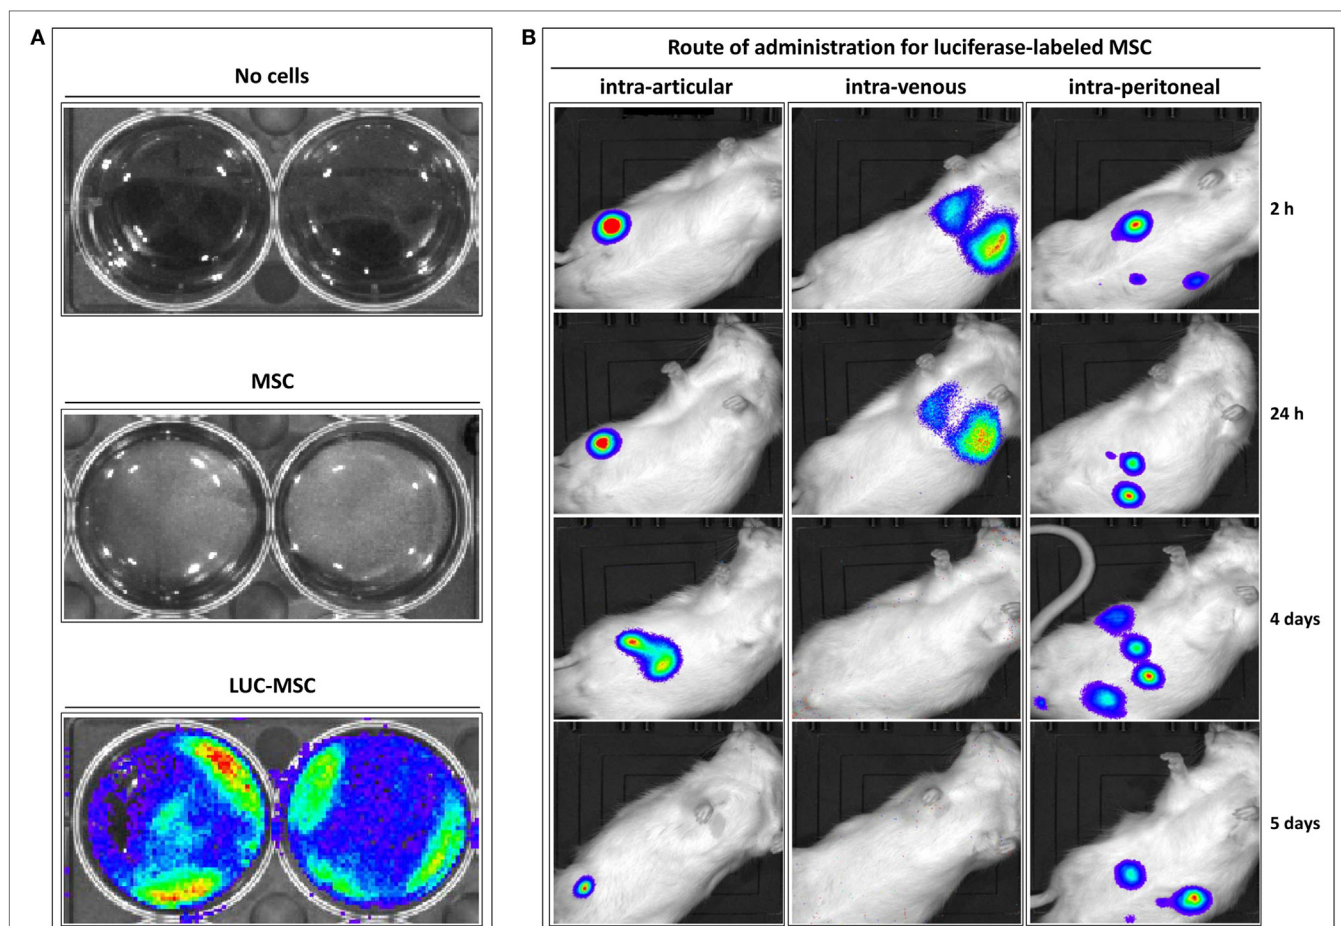 A
No cells
MSC
LUC-MSC
B
Route of administration for luciferase-labeled MSC
intra-articular
intra-venous
intra-peritoneal
2 h
24 h
4 days
5 days